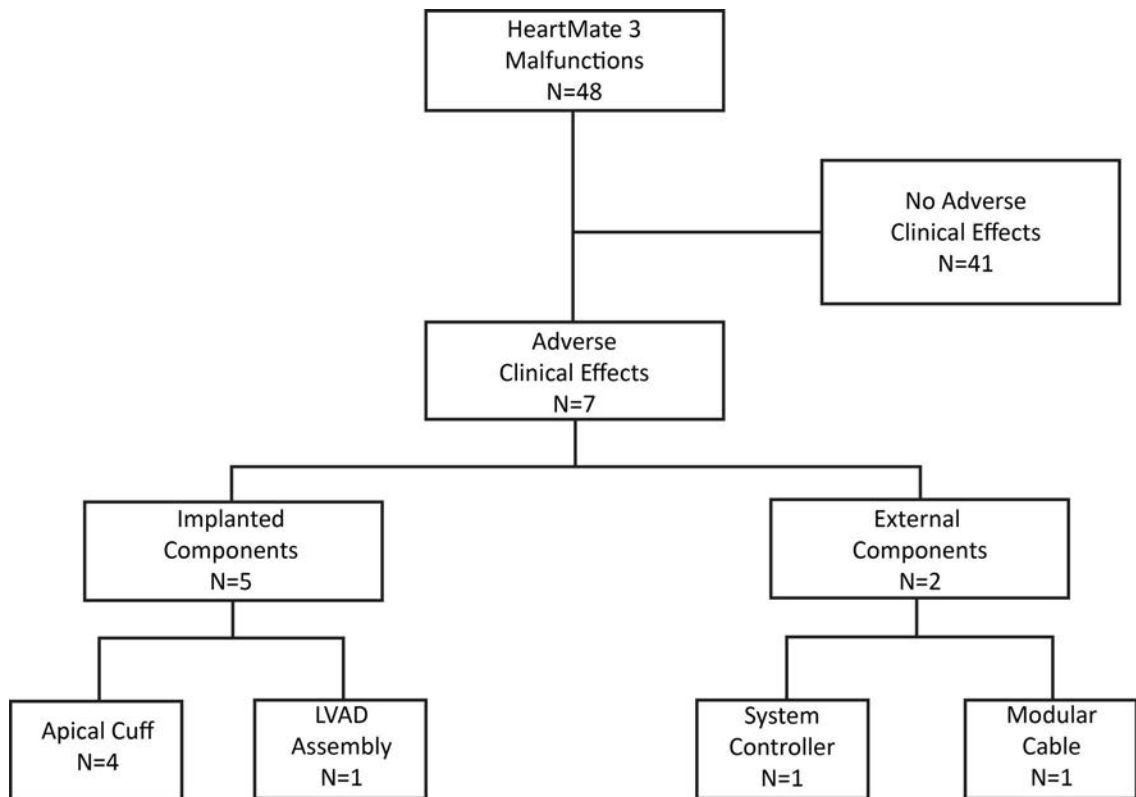 HeartMate 3
Malfunctions
N=48
No Adverse
Clinical Effects
N=41
Adverse
Clinical Effects
N=7
Implanted
Components
N=5
External
Components
N=2
Apical Cuff
N=4
LVAD
Assembly
N=1
System
Controller
N=1
Modular
Cable
N=1